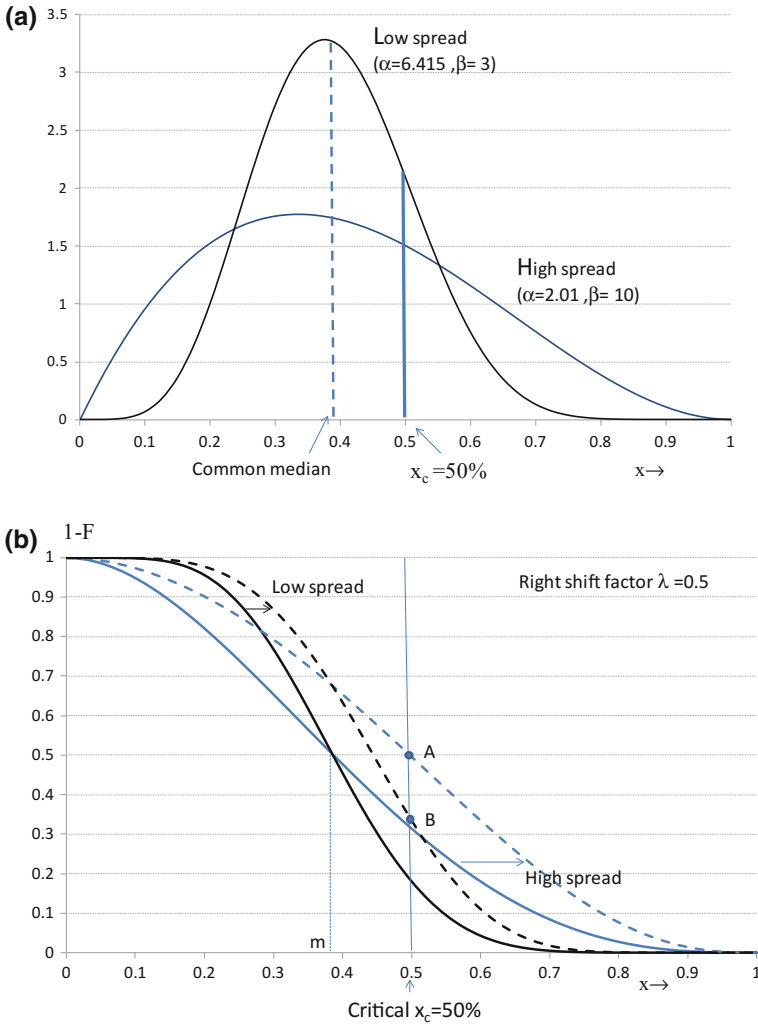 (a)
3.5
3
2.5
2
1.5
1
0.5
0
Low spread
(α=6.415 ,β= 3)
High spread
(α=2.01 ,β= 10)
0 0.1 0.2 0.3 0.4 0.5 0.6 0.7 0.8 0.9 1
Common median
xc =50%
x→
(b)
1-F
1
0.9
0.8
0.7
0.6
0.5
0.4
0.3
0.2
0.1
0
Low spread
Right shift factor λ =0.5
A
B
High spread
m
0 0.1 0.2 0.3 0.4 0.5 0.6 0.7 0.8 0.9 1
x→
Critical xc=50%